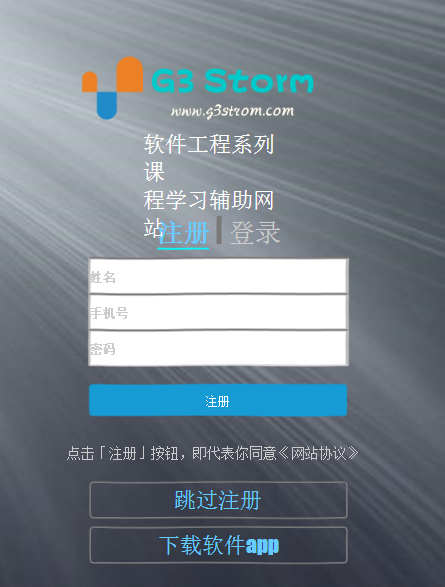 G3 Storm
www.g3strom.com
软件工程系列
课
程学习辅助网
站
注册 | 登录
姓名
手机号
密码
注册
点击「注册」按钮，即代表你同意《网站协议》
跳过注册
下载软件app